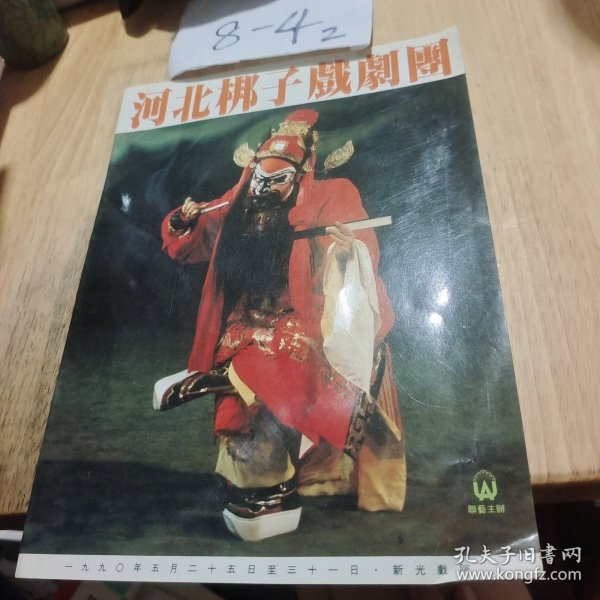 8-42
河北梆子戲劇團
聯藝主辦
一九九〇年五月二十五日至三十一日·新光戲
孔夫子旧书网
www.kongfz.com